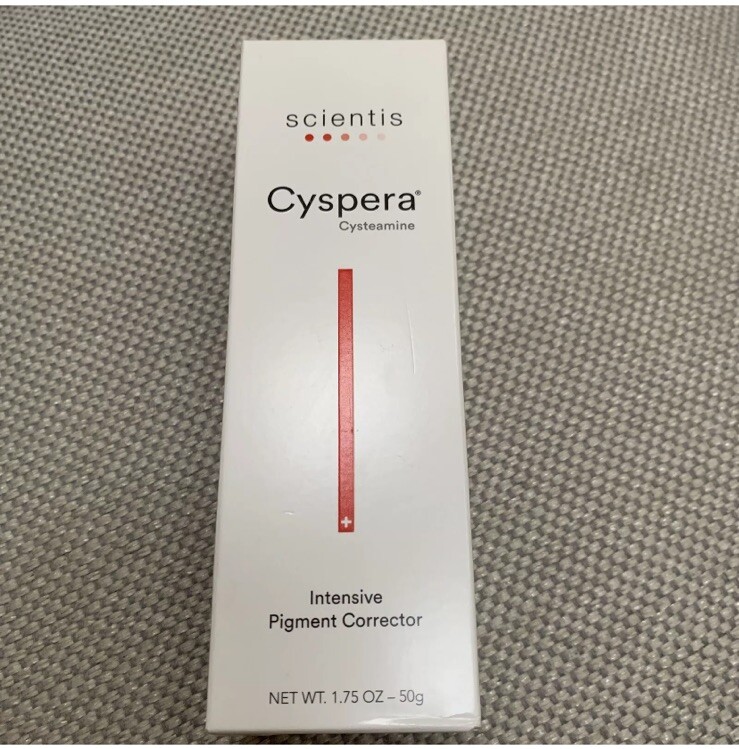 scientis
Cyspera®
Cysteamine
Intensive
Pigment Corrector
NET WT. 1.75 OZ – 50g